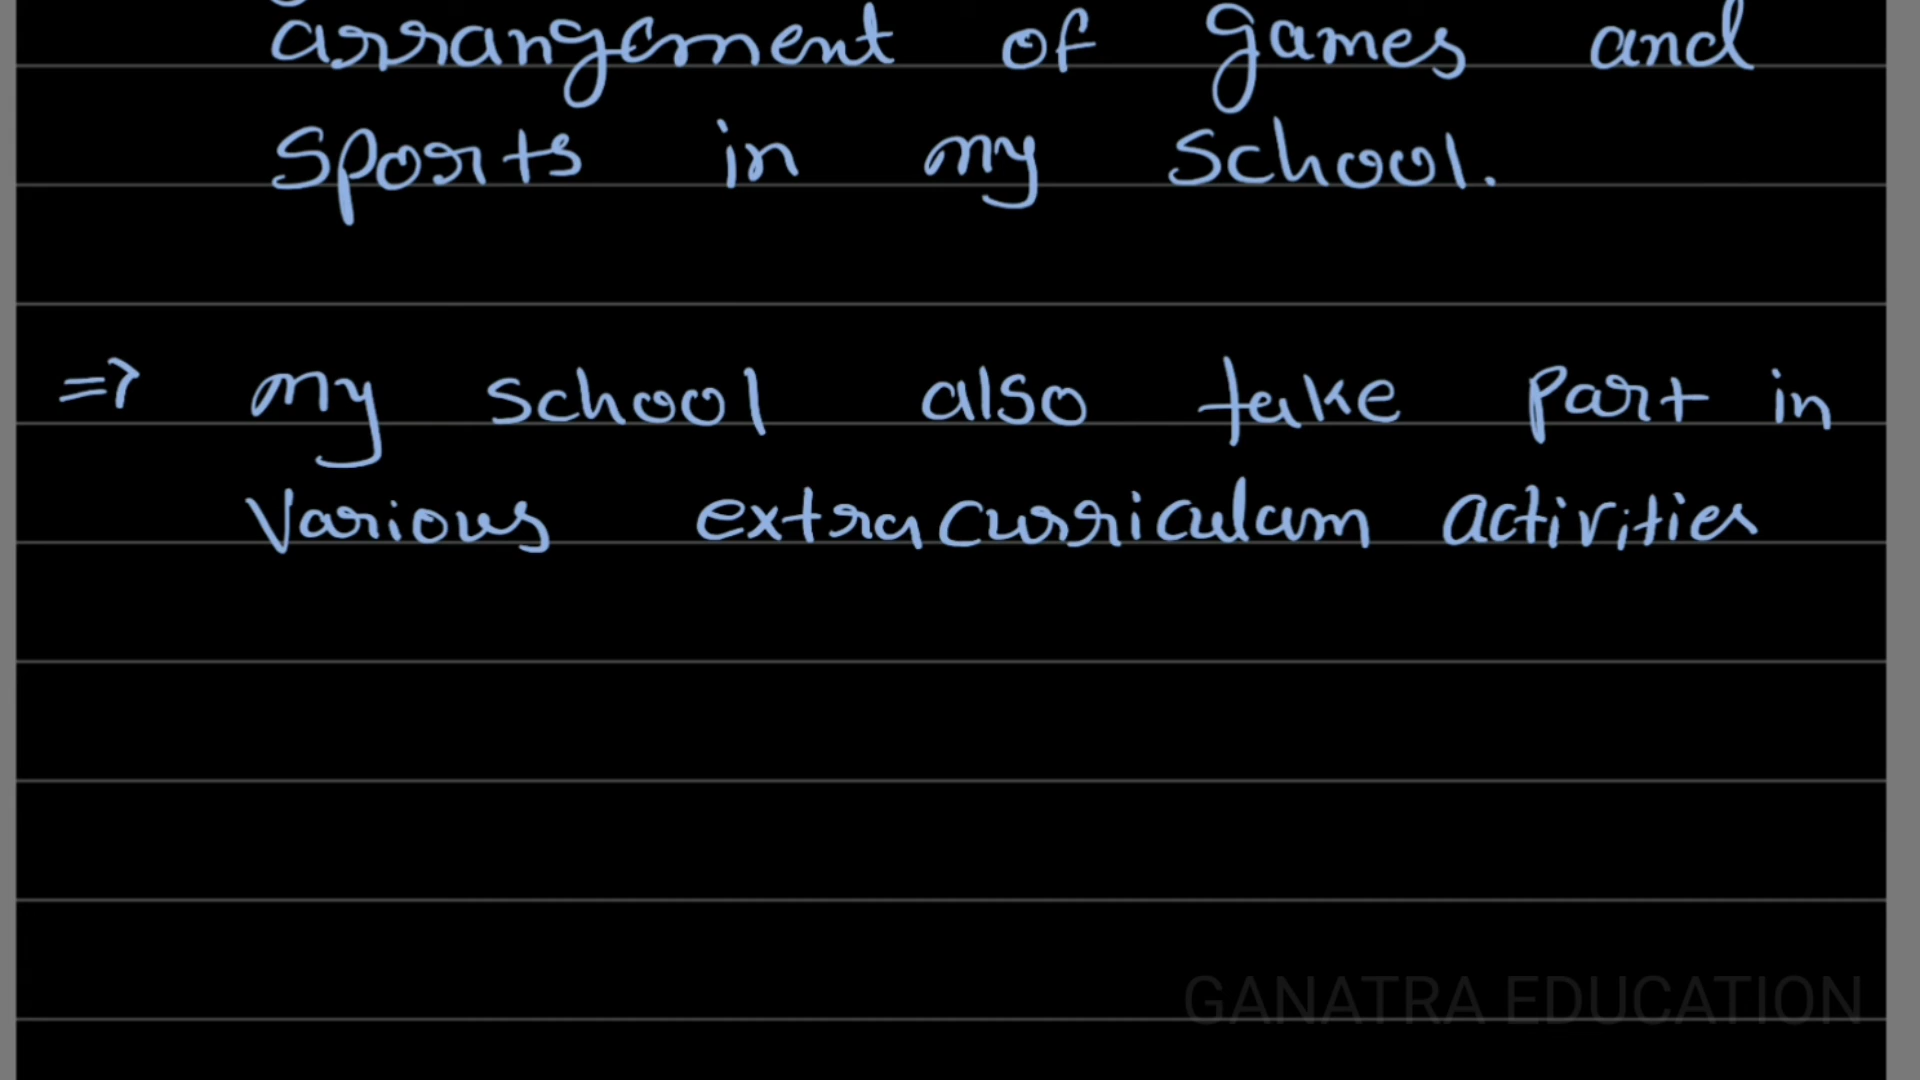 arrangement of games and
Sports in my School.
=> my school also take part in
Various extracurriculam activities
GANATRA EDUCATION